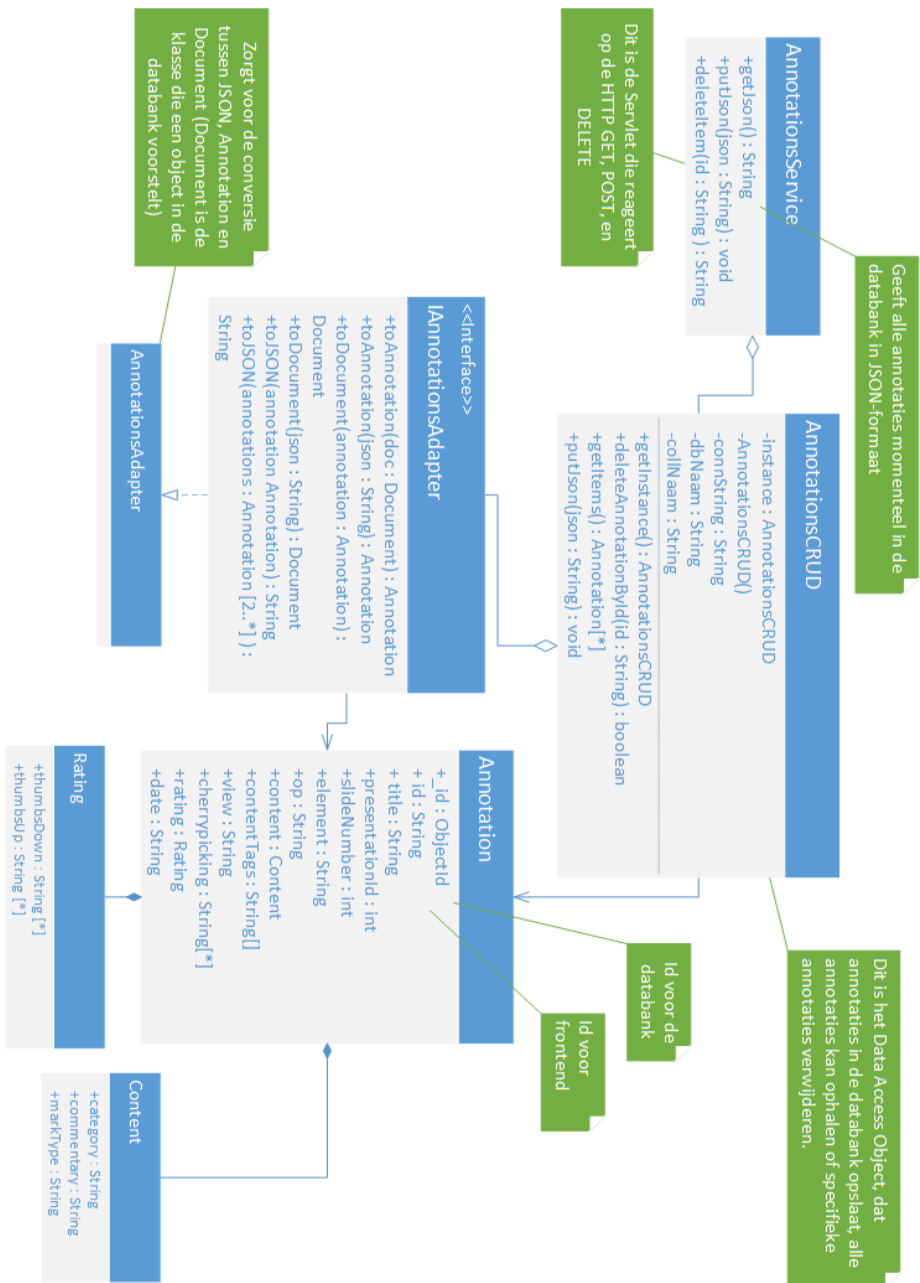 AnnotationsService
+getJson() : String
+putJson(json : String) : void
+deleteItem(id : String ) : String
Geeft alle annotaties momenteel in de
databank in JSON-formaat
Dit is de Servlet die reageert
op de HTTP GET, POST, en
DELETE
AnnotationsCRUD
-instance : AnnotationsCRUD
-AnnotationsCRUD()
-connString : String
-dbNaam : String
-collNaam : String
+getInstance() : AnnotationsCRUD
+deleteAnnotationById(id : String) : boolean
+getItems() : Annotation[*]
+putJson(json : String) : void
Dit is het Data Access Object, dat
annotaties in de databank opslaat, alle
annotaties kan ophalen of specifieke
annotaties verwijderen.
<<Interface>>
IAnnotationsAdapter
+toAnnotation(doc : Document) : Annotation
+toAnnotation(json : String) : Annotation
+toDocument(annotation : Annotation) :
Document
+toDocument(json : String) : Document
+toJSON(annotation Annotation) : String
+toJSON(annotations : Annotation [2..*] ) :
String
Zorgt voor de conversie
tussen JSON, Annotation en
Document (Document is de
klasse die een object in de
databank voorstelt)
AnnotationsAdapter
Annotation
+_id : ObjectId
+ id : String
+ title : String
+presentationId : int
+slideNumber : int
+element : String
+op : String
+content : Content
+contentTags : String[]
+view : String
+cherrypicking : String[*]
+rating : Rating
+date : String
Id voor de
databank
Id voor
frontend
Rating
+thumbsDown : String [*]
+thumbsUp : String [*]
Content
+category : String
+commentary : String
+markType : String